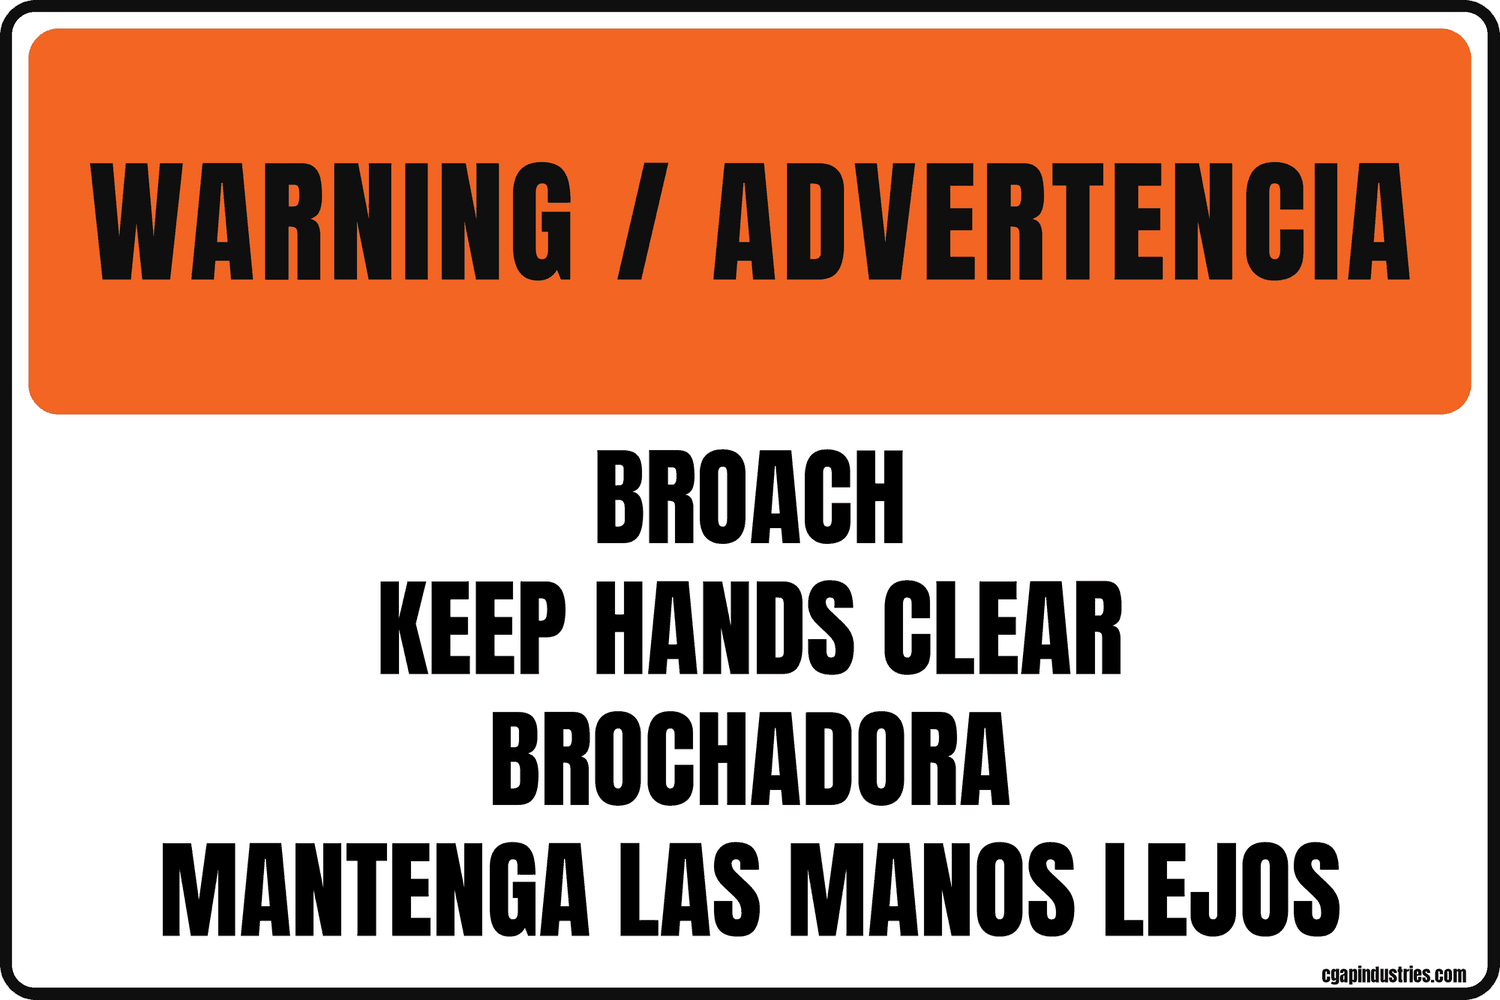 WARNING / ADVERTENCIA
BROACH
KEEP HANDS CLEAR
BROCHADORA
MANTENGA LAS MANOS LEJOS
cgapindustries.com